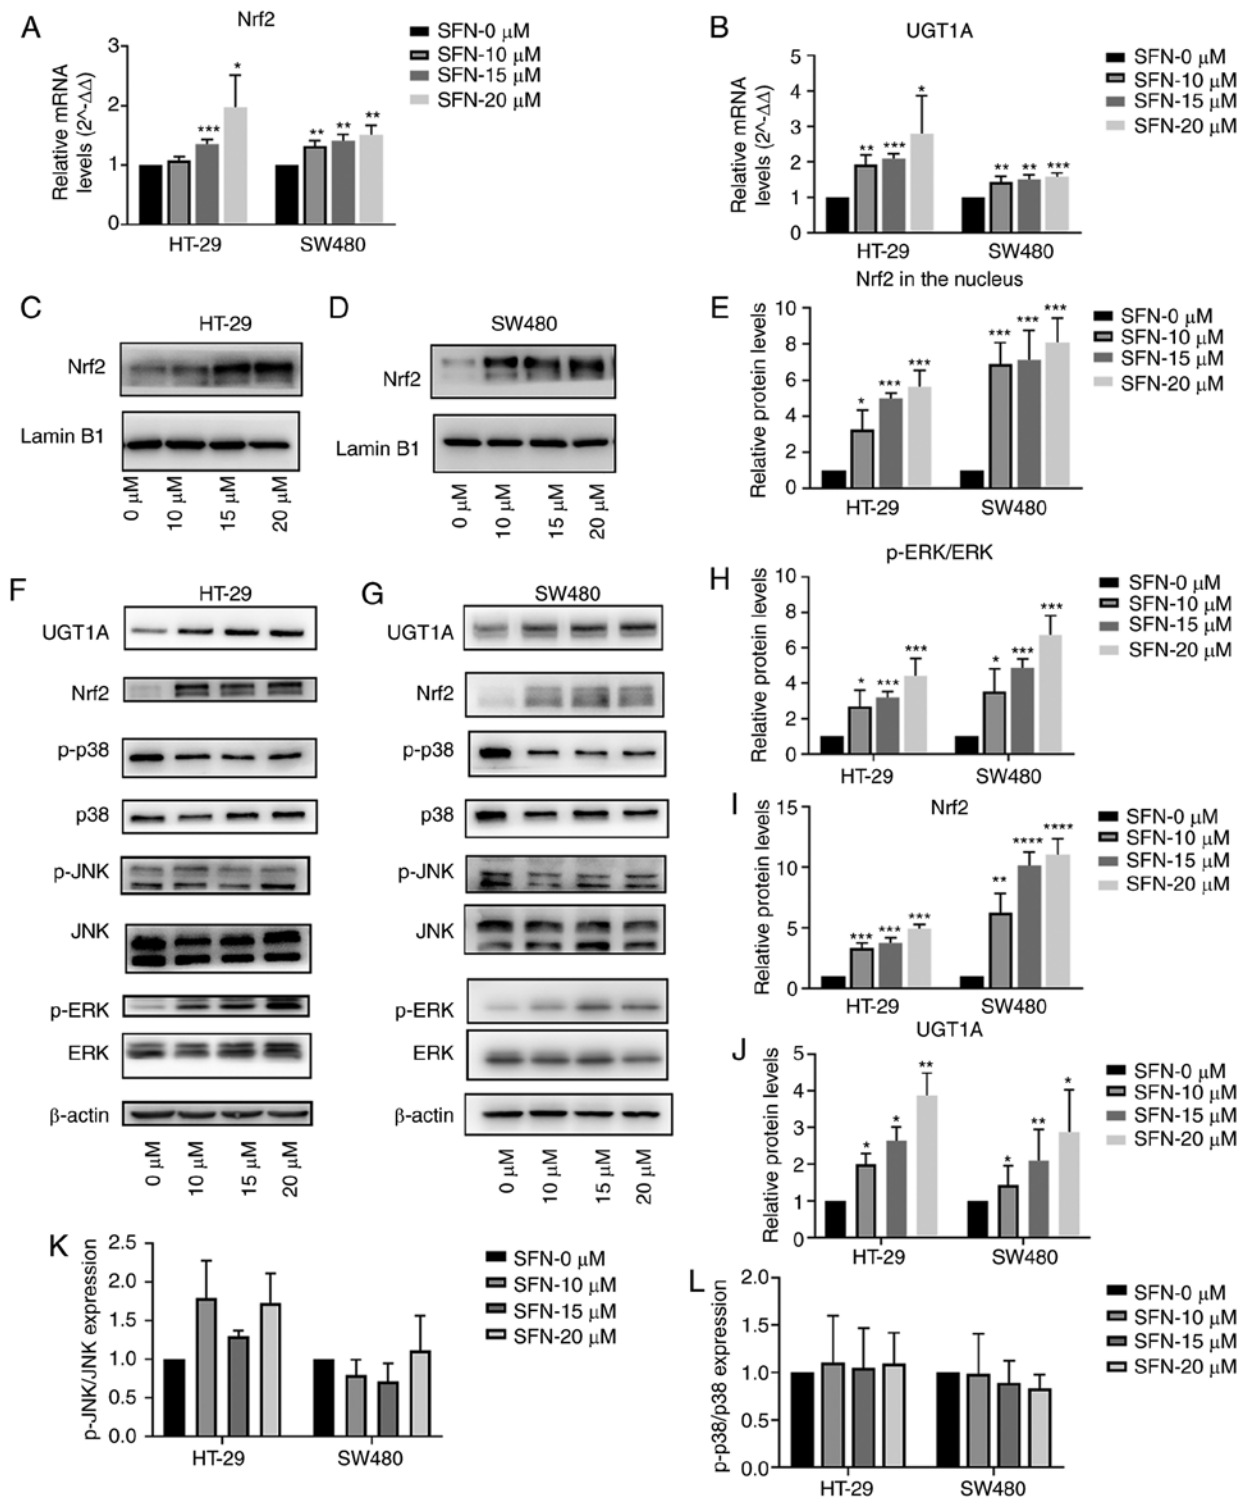 A
Nrf2
Relative mRNA
levels (2^-ΔΔ)
3
2
1
0
*
***
**
**
**
HT-29
SW480
SFN-0 μM
SFN-10 μM
SFN-15 μM
SFN-20 μM
B
UGT1A
Relative mRNA
levels (2^-ΔΔ)
5
4
3
2
1
0
**
***
*
**
**
***
HT-29
SW480
SFN-0 μM
SFN-10 μM
SFN-15 μM
SFN-20 μM
C
HT-29
Nrf2
Lamin B1
0 μM
10 μM
15 μM
20 μM
D
SW480
Nrf2
Lamin B1
0 μM
10 μM
15 μM
20 μM
E
Nrf2 in the nucleus
Relative protein levels
10
8
6
4
2
0
*
***
***
***
***
***
HT-29
SW480
SFN-0 μM
SFN-10 μM
SFN-15 μM
SFN-20 μM
F
HT-29
UGT1A
Nrf2
p-p38
p38
p-JNK
JNK
p-ERK
ERK
β-actin
0 μM
10 μM
15 μM
20 μM
G
SW480
UGT1A
Nrf2
p-p38
p38
p-JNK
JNK
p-ERK
ERK
β-actin
0 μM
10 μM
15 μM
20 μM
H
p-ERK/ERK
Relative protein levels
10
8
6
4
2
0
*
***
***
*
***
***
HT-29
SW480
SFN-0 μM
SFN-10 μM
SFN-15 μM
SFN-20 μM
I
Nrf2
Relative protein levels
15
10
5
0
***
***
***
**
****
****
HT-29
SW480
SFN-0 μM
SFN-10 μM
SFN-15 μM
SFN-20 μM
J
UGT1A
Relative protein levels
5
4
3
2
1
0
*
*
**
*
**
*
HT-29
SW480
SFN-0 μM
SFN-10 μM
SFN-15 μM
SFN-20 μM
K
p-JNK/JNK expression
2.5
2.0
1.5
1.0
0.5
0.0
HT-29
SW480
SFN-0 μM
SFN-10 μM
SFN-15 μM
SFN-20 μM
L
p-p38/p38 expression
2.0
1.5
1.0
0.5
0.0
HT-29
SW480
SFN-0 μM
SFN-10 μM
SFN-15 μM
SFN-20 μM